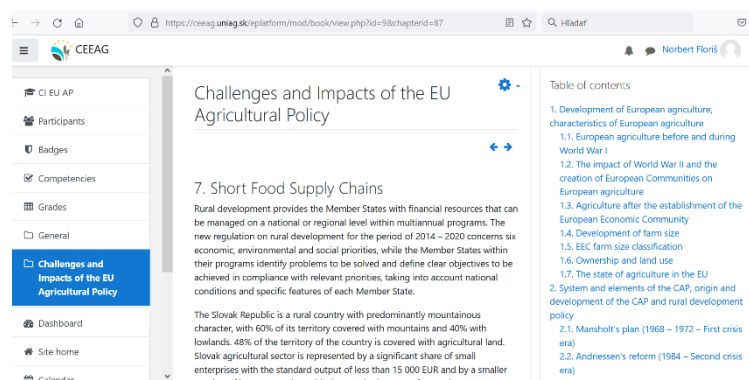 https://ceeag.uniag.sk/eplatform/mod/book/view.php?id=9&chapterid=87
Hľadať
CEEAG
Norbert Floriš
CI EU AP
Participants
Badges
Competencies
Grades
General
Challenges and
Impacts of the EU
Agricultural Policy
Dashboard
Site home
Calendar
Challenges and Impacts of the EU
Agricultural Policy
7. Short Food Supply Chains
Rural development provides the Member States with financial resources that can
be managed on a national or regional level within multiannual programs. The
new regulation on rural development for the period of 2014 – 2020 concerns six
economic, environmental and social priorities, while the Member States within
their programs identify problems to be solved and define clear objectives to be
achieved in compliance with relevant priorities, taking into account national
conditions and specific features of each Member State.
The Slovak Republic is a rural country with predominantly mountainous
character, with 60% of its territory covered with mountains and 40% with
lowlands. 48% of the territory of the country is covered with agricultural land.
Slovak agricultural sector is represented by a significant share of small
enterprises with the standard output of less than 15 000 EUR and by a smaller
Table of contents
1. Development of European agriculture,
characteristics of European agriculture
1.1. European agriculture before and during
World War I
1.2. The impact of World War II and the
creation of European Communities on
European agriculture
1.3. Agriculture after the establishment of the
European Economic Community
1.4. Development of farm size
1.5. EEC farm size classification
1.6. Ownership and land use
1.7. The state of agriculture in the EU
2. System and elements of the CAP, origin and
development of the CAP and rural development
policy
2.1. Mansholt's plan (1968 – 1972 – First crisis
era)
2.2. Andriessen's reform (1984 – Second crisis
era)